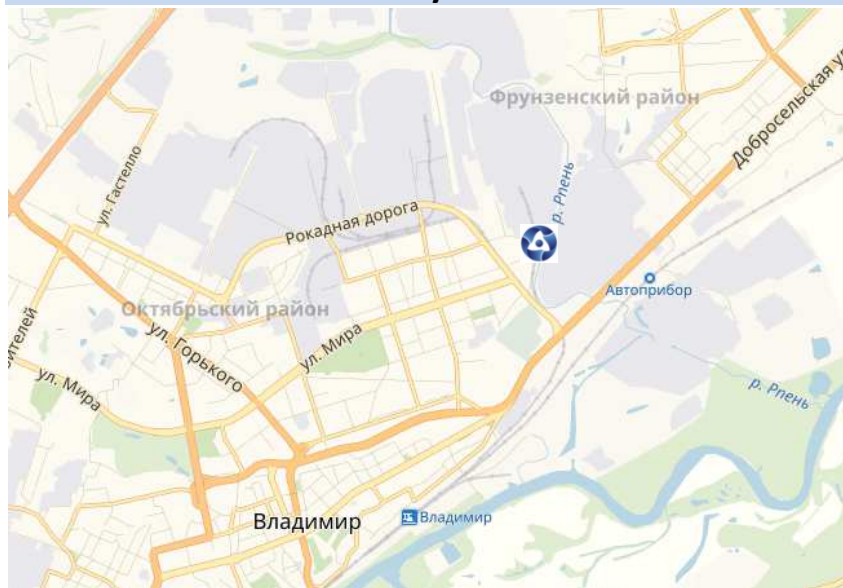 Фрунзенский район
Добросельская ул
ул. Гастелло
р. Рпень
Рокадная дорога
Автоприбор
Октябрьский район
ул. Горького
ул. Мира
ителей
ул. Мира
р. Рпень
Владимир
Владимир